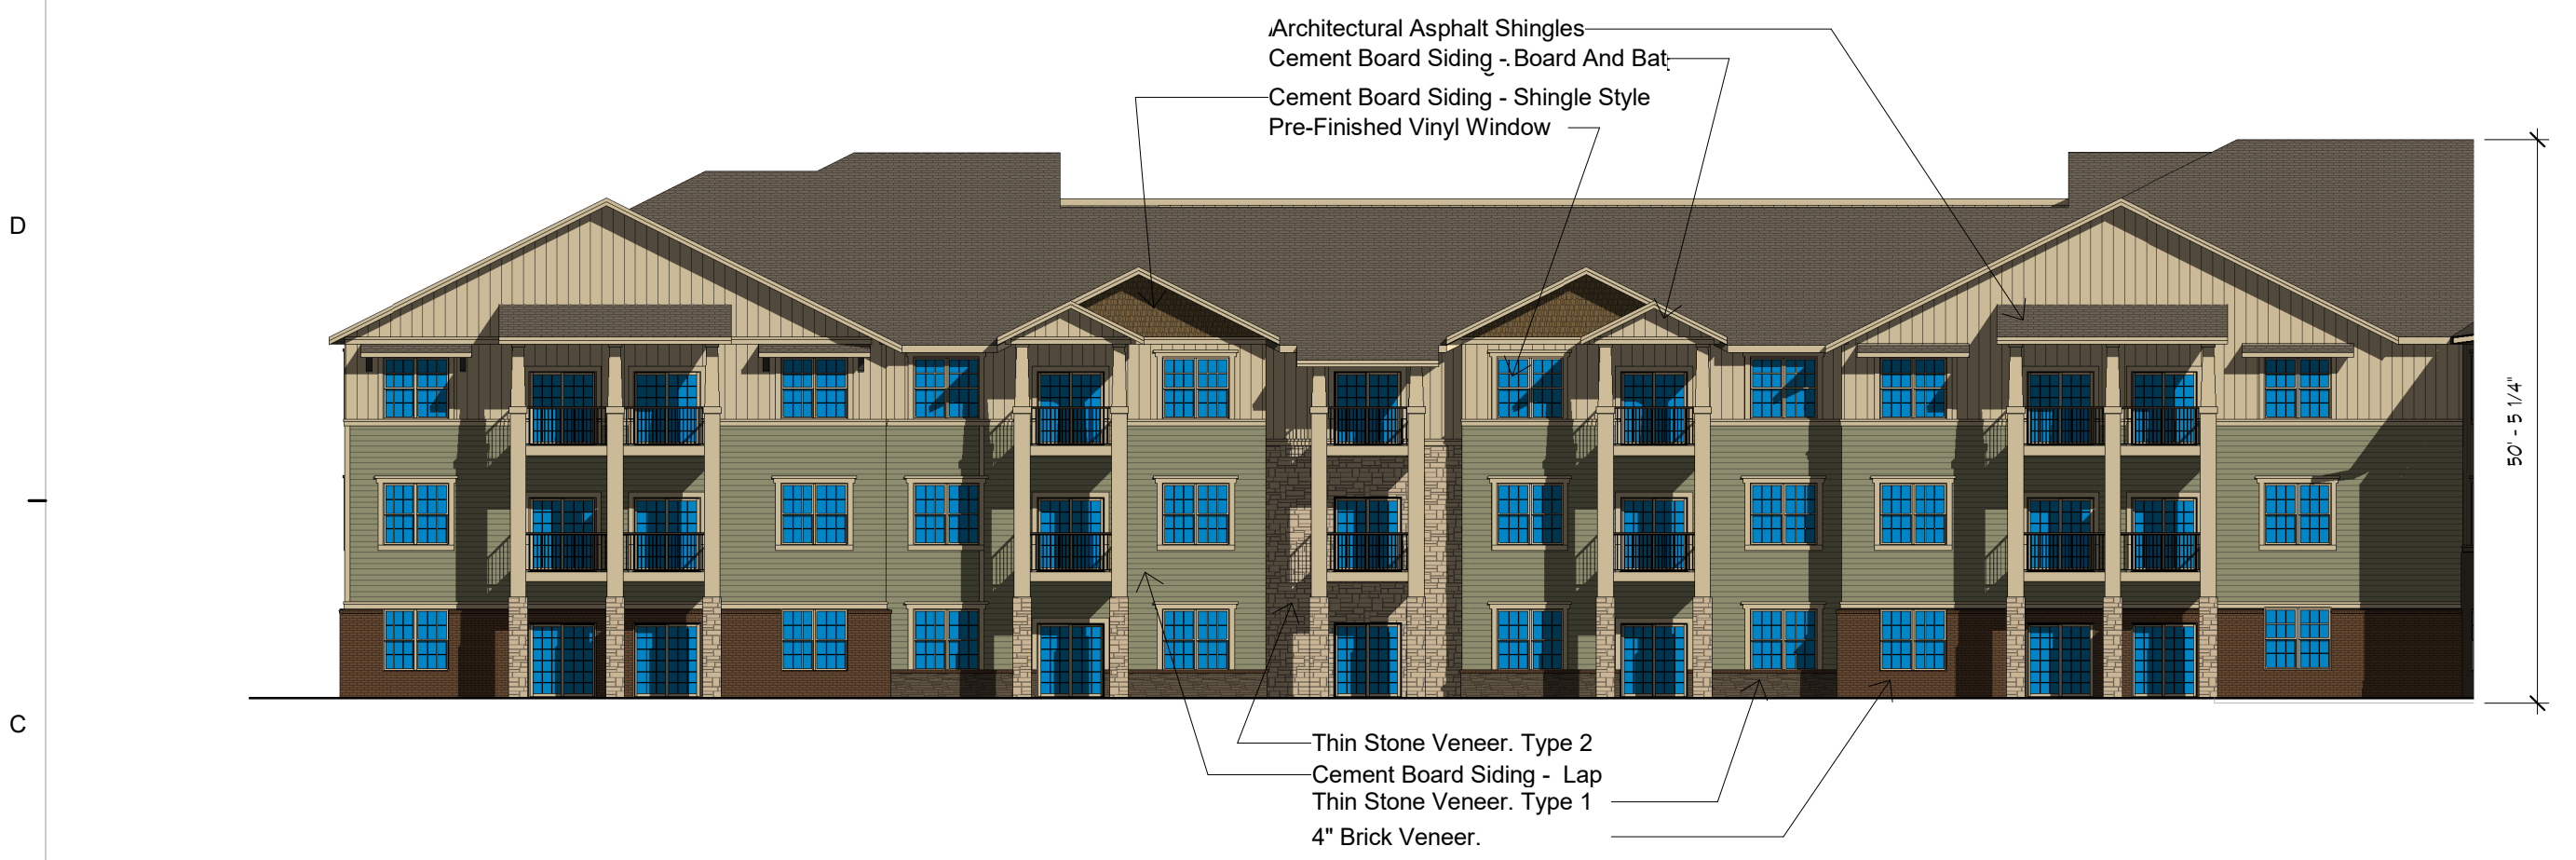 Architectural Asphalt Shingles
Cement Board Siding - Board And Bat
Cement Board Siding - Shingle Style
Pre-Finished Vinyl Window
D
50' - 5 1/4"
C
Thin Stone Veneer. Type 2
Cement Board Siding - Lap
Thin Stone Veneer. Type 1
4" Brick Veneer.